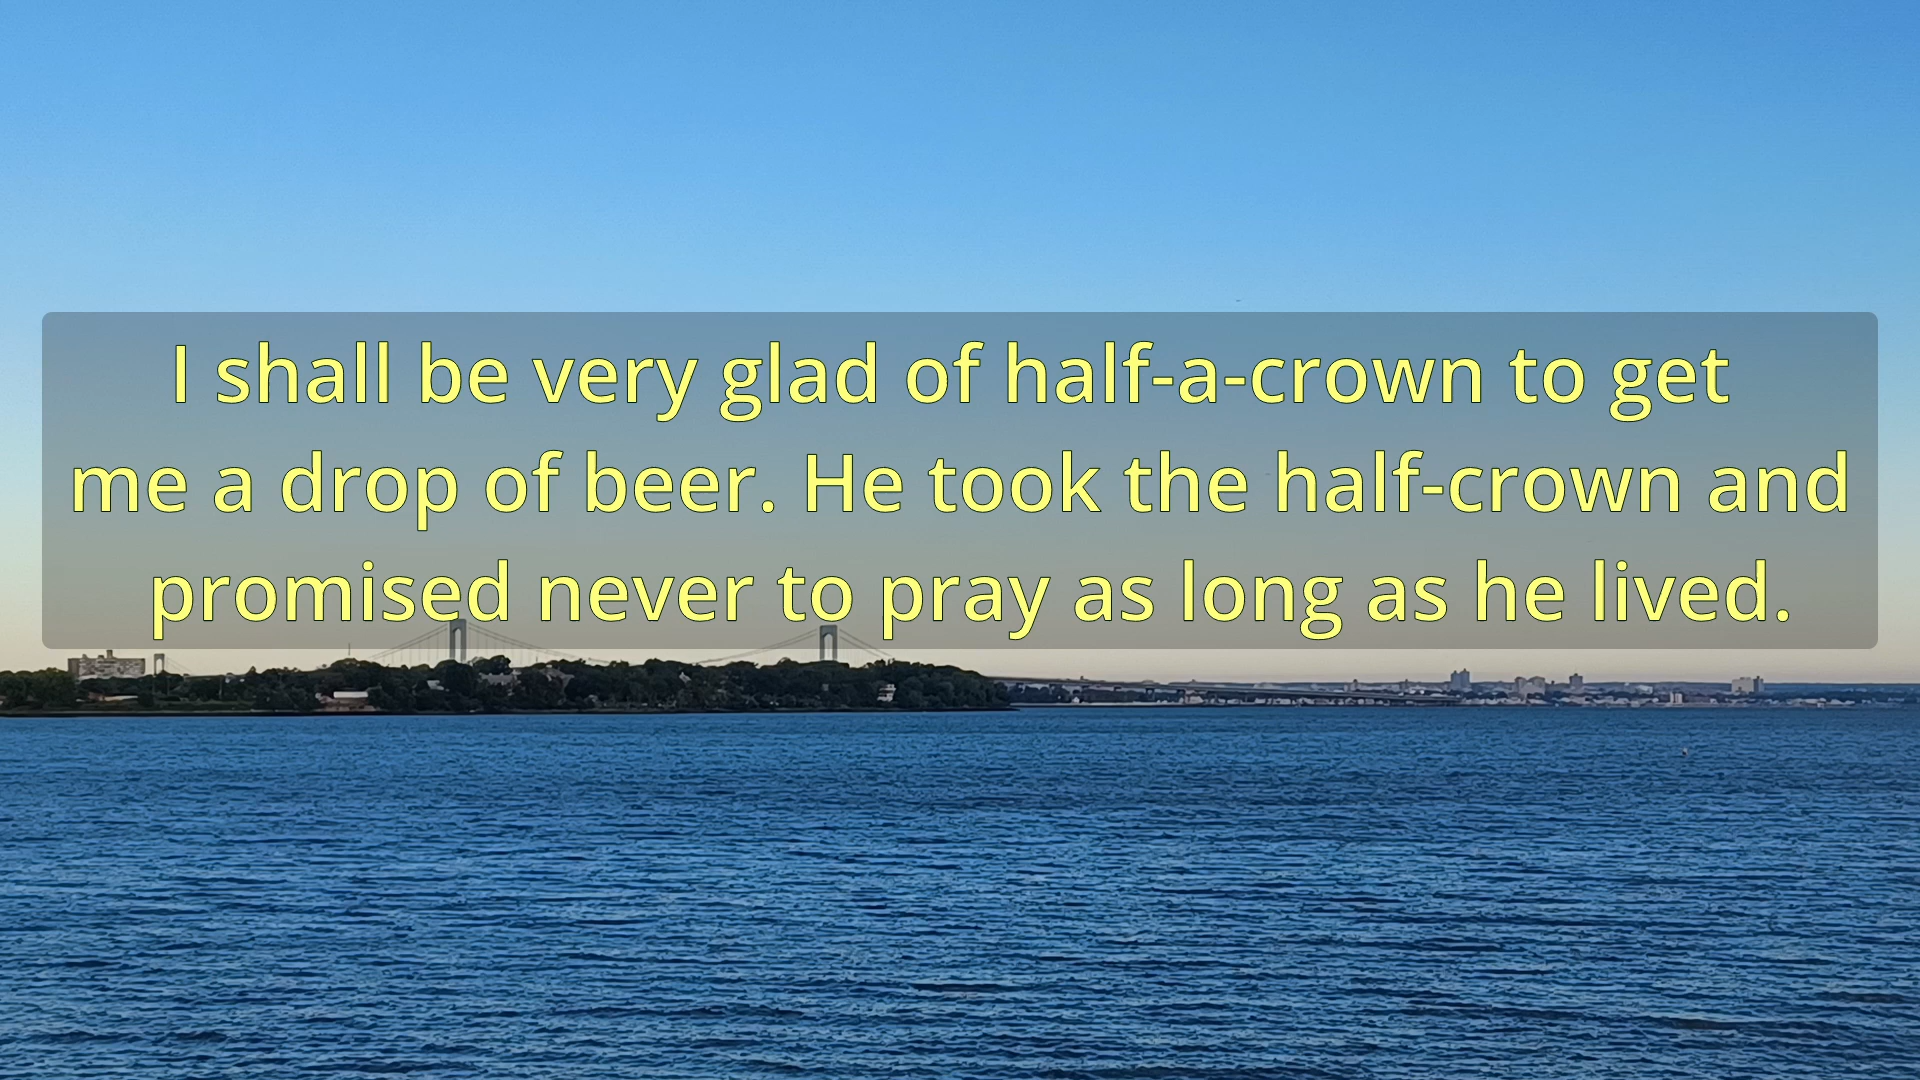 I shall be very glad of half-a-crown to get
me a drop of beer. He took the half-crown and
promised never to pray as long as he lived.